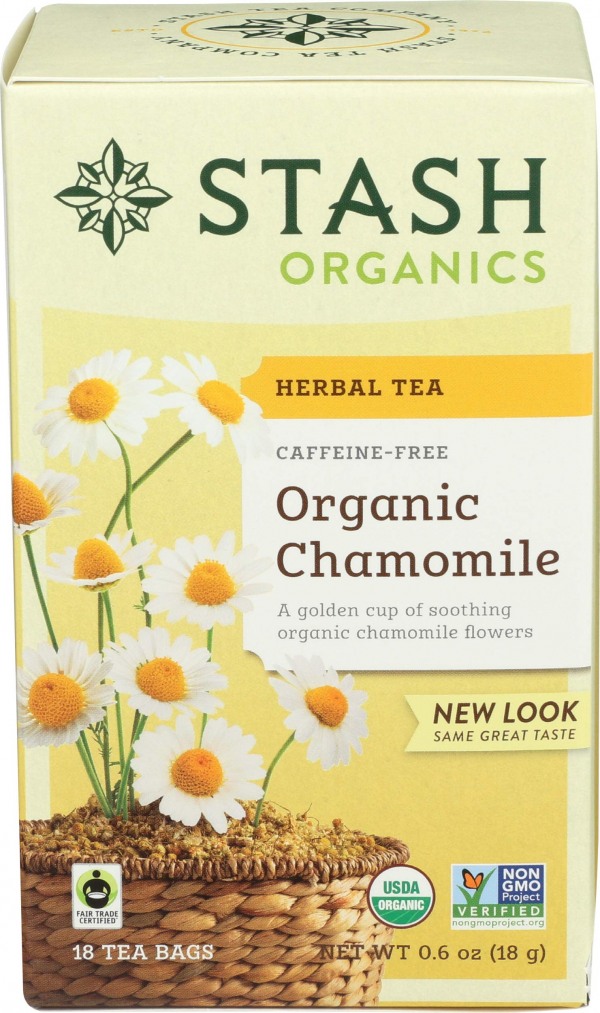 STASH TEA COMPANY
STASH
ORGANICS
HERBAL TEA
CAFFEINE-FREE
Organic
Chamomile
A golden cup of soothing
organic chamomile flowers
NEW LOOK
SAME GREAT TASTE
FAIR TRADE
CERTIFIED
USDA
ORGANIC
NON
GMO
Project
VERIFIED
nongmoproject.org
18 TEA BAGS
NET WT 0.6 oz (18 g)